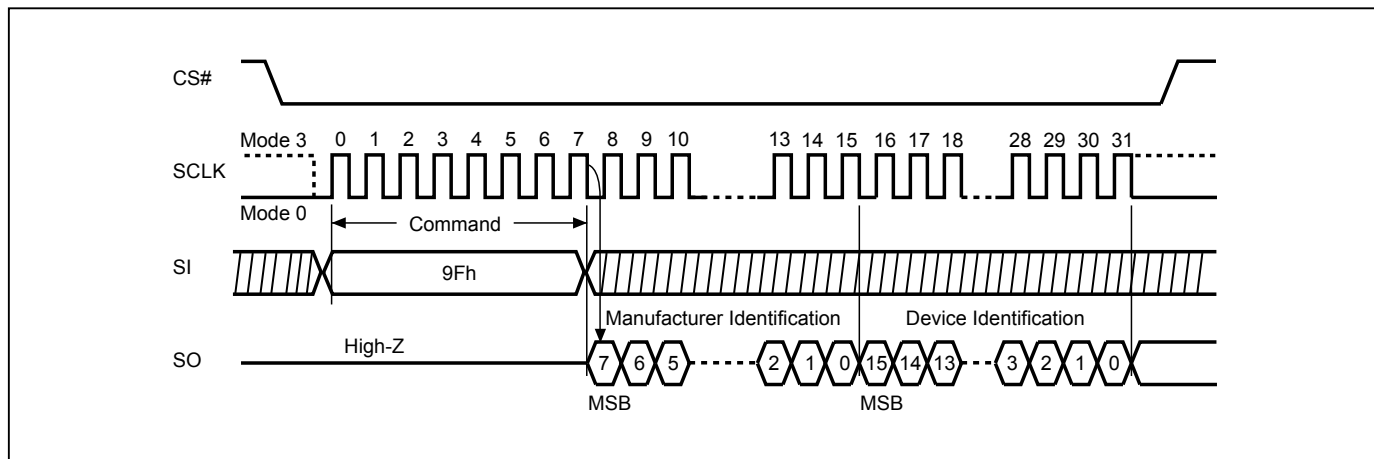 CS#
Mode 3 0 1 2 3 4 5 6 7 8 9 10 13 14 15 16 17 18 28 29 30 31
SCLK
Mode 0
Command
SI
9Fh
Manufacturer Identification Device Identification
High-Z
SO
7 6 5 2 1 0 15 14 13 3 2 1 0
MSB MSB